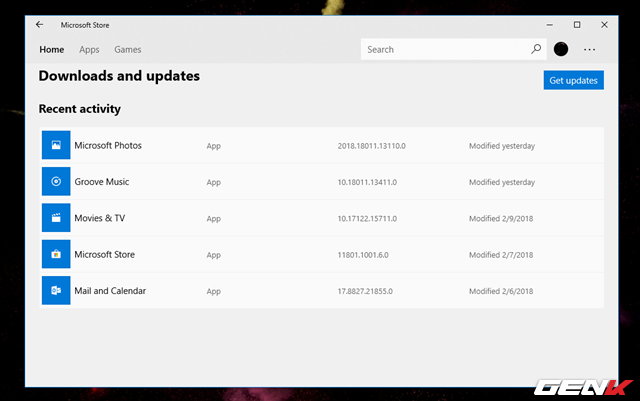 Microsoft Store
Home Apps Games Search
Downloads and updates
Get updates
Recent activity
Microsoft Photos App 2018.18011.13110.0 Modified yesterday
Groove Music App 10.18011.13411.0 Modified yesterday
Movies & TV App 10.17122.15711.0 Modified 2/9/2018
Microsoft Store App 11801.1001.6.0 Modified 2/7/2018
Mail and Calendar App 17.8827.21855.0 Modified 2/6/2018
GENK